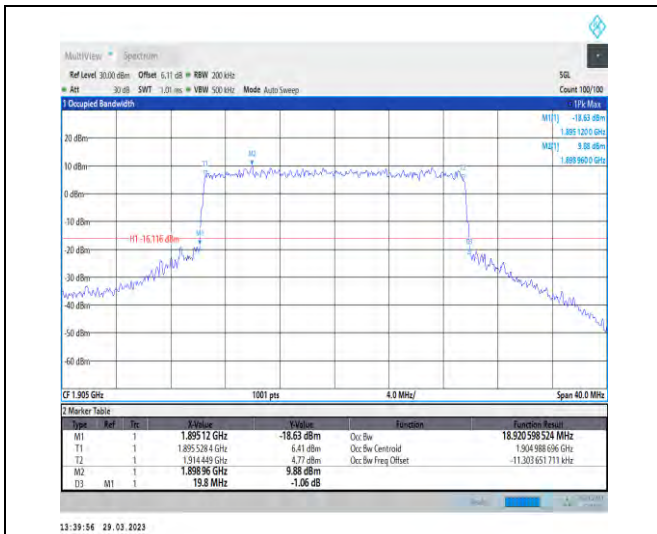 MultiView Spectrum
Ref Level 30.00 dBm Offset 6.11 dB RBW 200 kHz SGL
Att 30 dB SWT 1.01 ms VBW 500 kHz Mode Auto Sweep Count 100/100
1 Occupied Bandwidth 1Pk Max
M1[1] -18.63 dBm
1.895 120 0 GHz
M2[1] 9.88 dBm
1.898 960 0 GHz
20 dBm
M2
T1
10 dBm
0 dBm
-10 dBm
M1
H1 -16.116 dBm
-20 dBm
-30 dBm
-40 dBm
-50 dBm
-60 dBm
CF 1.905 GHz 1001 pts 4.0 MHz/ Span 40.0 MHz
2 Marker Table
Type Ref Trc X-Value Y-Value Function Function Result
M1 1 1.895 12 GHz -18.63 dBm Occ Bw 18.920 598 524 MHz
T1 1 1.895 528 4 GHz 6.41 dBm Occ Bw Centroid 1.904 988 696 GHz
T2 1 1.914 449 GHz 4.77 dBm Occ Bw Freq Offset -11.303 651 711 kHz
M2 1 1.898 96 GHz 9.88 dBm
D3 M1 1 19.8 MHz -1.06 dB
13:39:56 29.03.2023